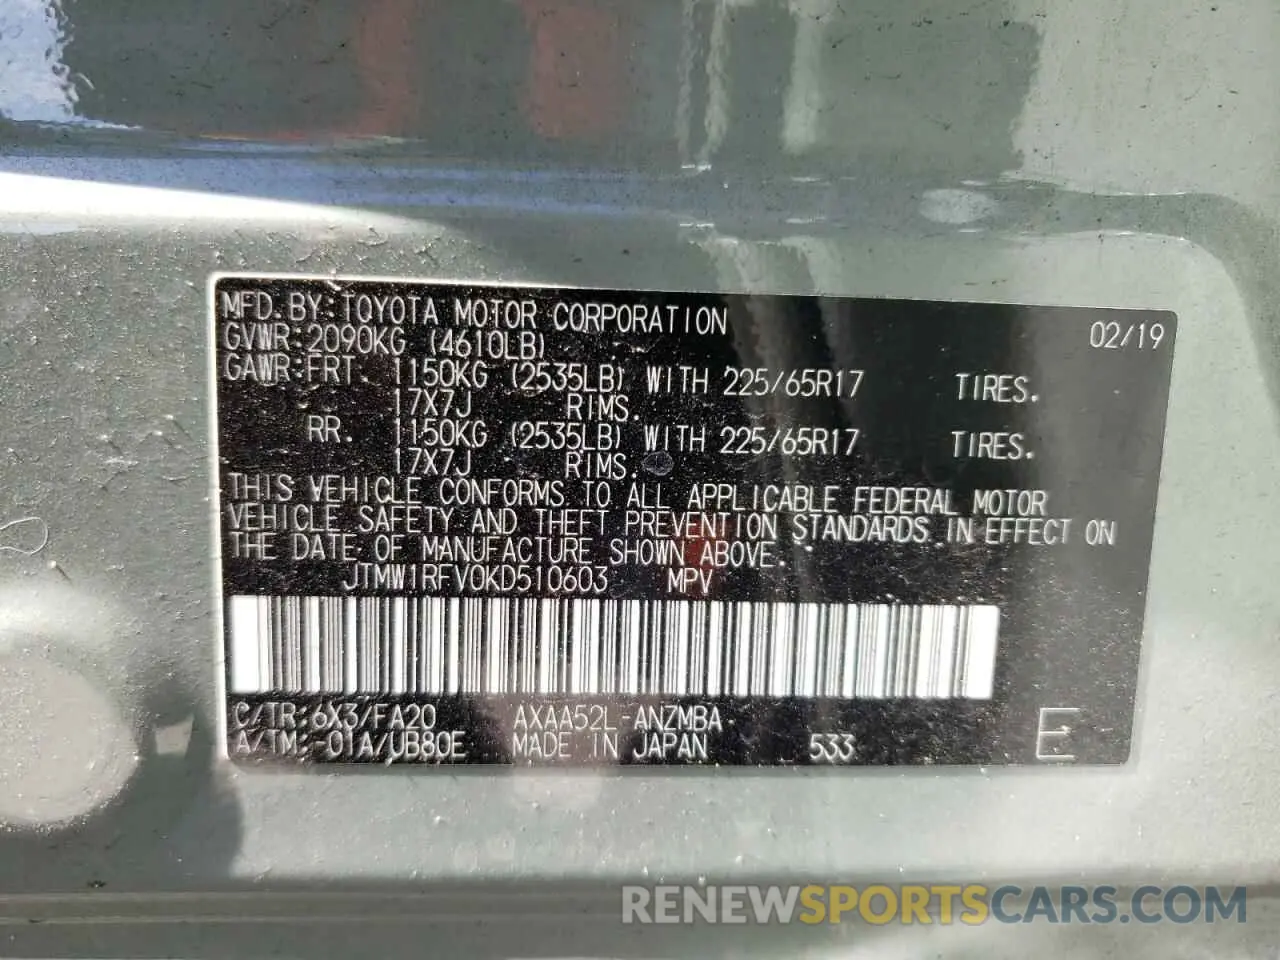 MFD. BY: TOYOTA MOTOR CORPORATION 02/19
GVWR: 2090KG (4610LB)
GAWR: FRT. 1150KG (2535LB) WITH 225/65R17 TIRES.
17X7J RIMS.
RR. 1150KG (2535LB) WITH 225/65R17 TIRES.
17X7J RIMS.
THIS VEHICLE CONFORMS TO ALL APPLICABLE FEDERAL MOTOR
VEHICLE SAFETY AND THEFT PREVENTION STANDARDS IN EFFECT ON
THE DATE OF MANUFACTURE SHOWN ABOVE.
JTMW1RFV0KD510603 MPV
C/TR: 6X3/FA20 AXAA52L-ANZMBA
A/TM: -01A/UB80E MADE IN JAPAN 533 E
RENEWSPORTSCARS.COM